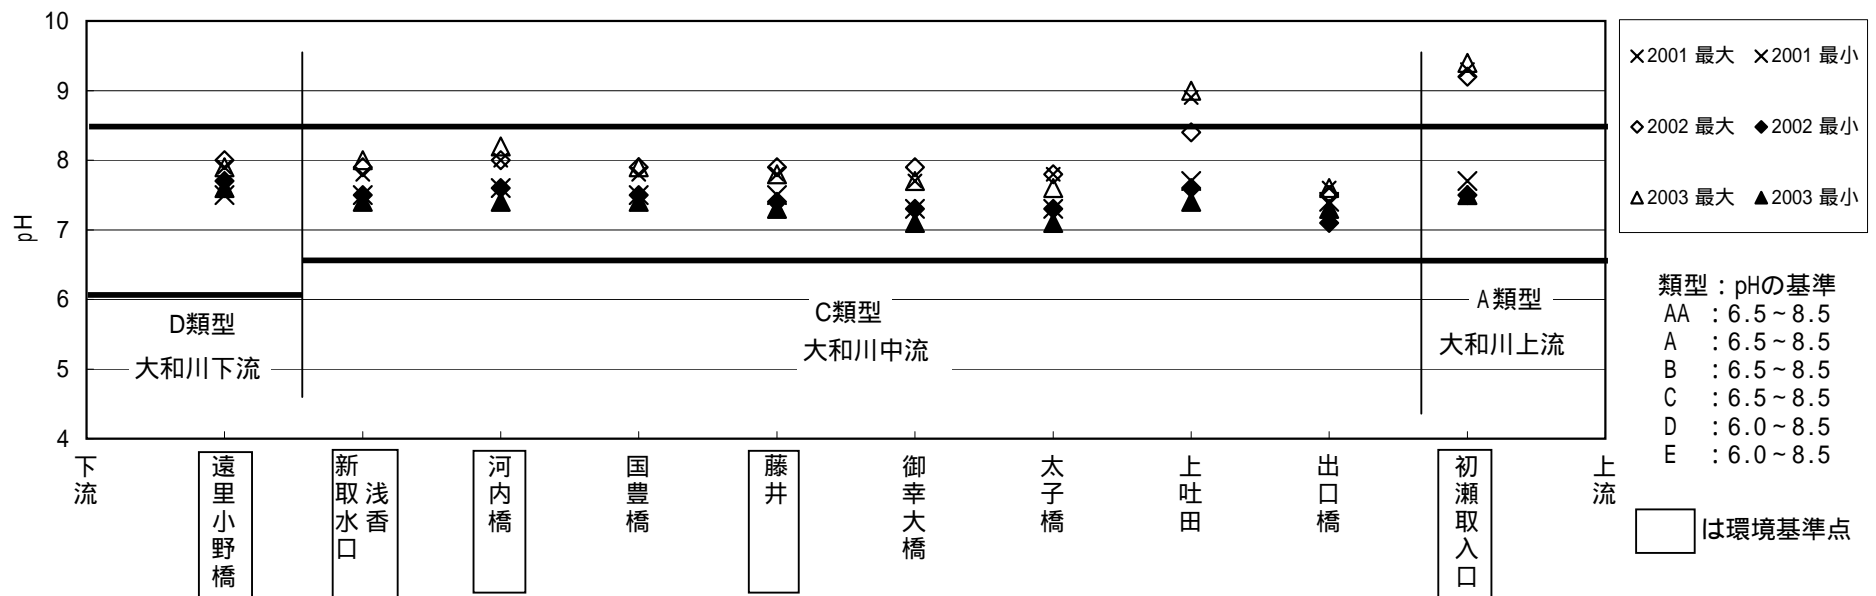 10
9
8
7
6
5
4
pH
D類型
大和川下流
C類型
大和川中流
A類型
大和川上流
下流
遠里小野橋
新取水口
浅香
河内橋
国豊橋
藤井
御幸大橋
太子橋
上吐田
出口橋
初瀬取入口
上流
×2001 最大 ×2001 最小
◇2002 最大 ◆2002 最小
△2003 最大 ▲2003 最小
類型：pHの基準
AA ：6.5～8.5
A ：6.5～8.5
B ：6.5～8.5
C ：6.5～8.5
D ：6.0～8.5
E ：6.0～8.5
は環境基準点